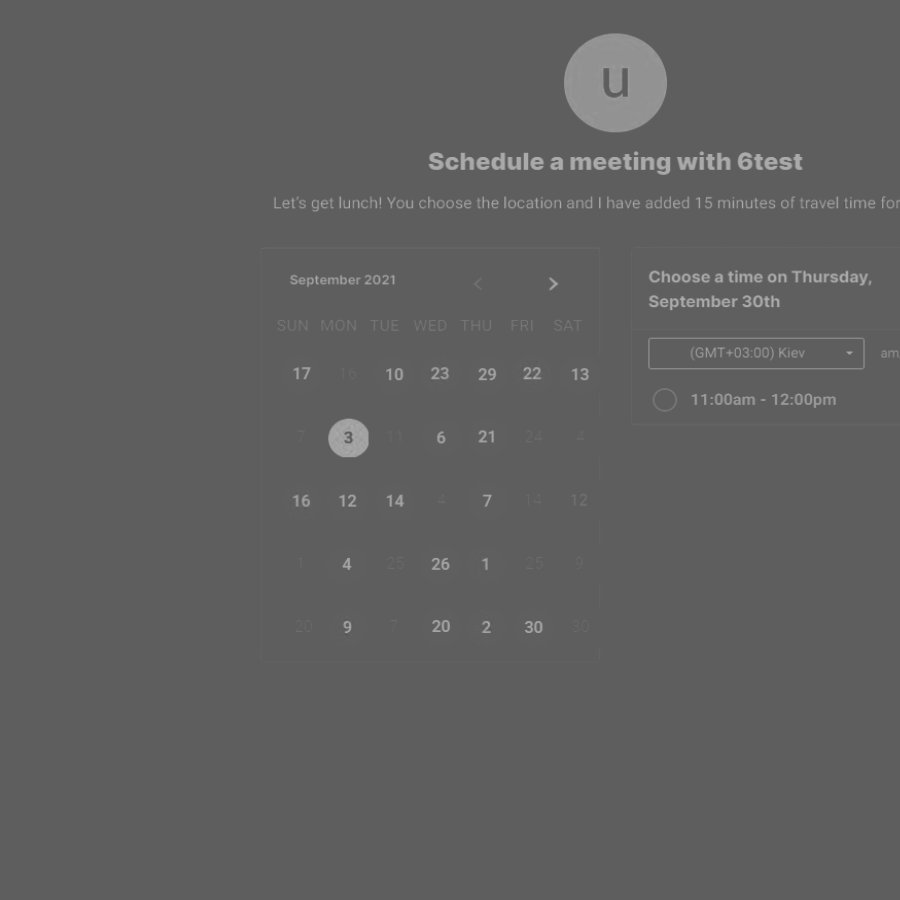 u
Schedule a meeting with 6test
Let's get lunch! You choose the location and I have added 15 minutes of travel time for
September 2021
SUN MON TUE WED THU FRI SAT
17 16 10 23 29 22 13
7 3 11 6 21 24 4
16 12 14 4 7 14 12
1 4 25 26 1 25 9
20 9 7 20 2 30 30
Choose a time on Thursday,
September 30th
(GMT+03:00) Kiev am
11:00am - 12:00pm